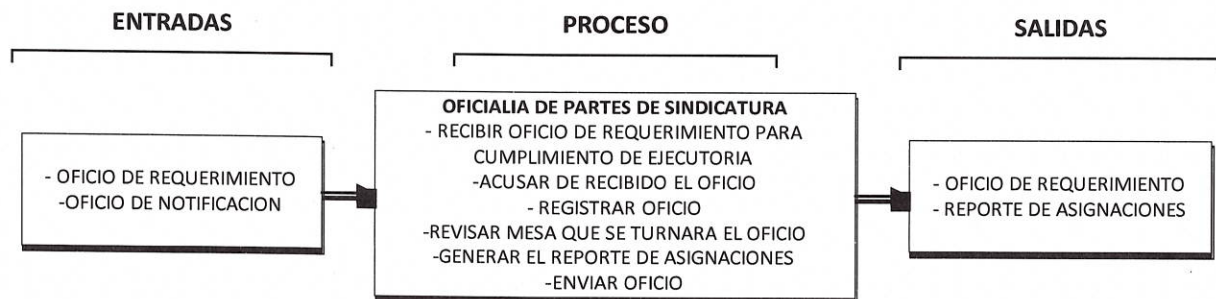 ENTRADAS
PROCESO
SALIDAS
- OFICIO DE REQUERIMIENTO
-OFICIO DE NOTIFICACION
OFICIALIA DE PARTES DE SINDICATURA
- RECIBIR OFICIO DE REQUERIMIENTO PARA
CUMPLIMIENTO DE EJECUTORIA
-ACUSAR DE RECIBIDO EL OFICIO
- REGISTRAR OFICIO
- REVISAR MESA QUE SE TURNARA EL OFICIO
-GENERAR EL REPORTE DE ASIGNACIONES
-ENVIAR OFICIO
- OFICIO DE REQUERIMIENTO
- REPORTE DE ASIGNACIONES